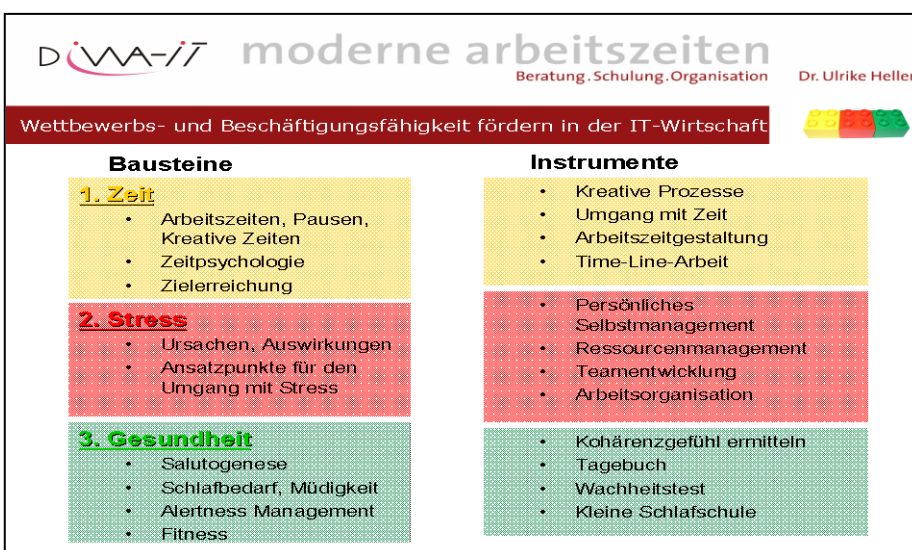 DiWA-IT moderne arbeitszeiten
Beratung.Schulung.Organisation Dr. Ulrike Heller
Wettbewerbs- und Beschäftigungsfähigkeit fördern in der IT-Wirtschaft
Bausteine
1. Zeit
• Arbeitszeiten, Pausen,
Kreative Zeiten
• Zeitpsychologie
• Zielerreichung
2. Stress
• Ursachen, Auswirkungen
• Ansatzpunkte für den
Umgang mit Stress
3. Gesundheit
• Salutogenese
• Schlafbedarf, Müdigkeit
• Alertness Management
• Fitness
Instrumente
• Kreative Prozesse
• Umgang mit Zeit
• Arbeitszeitgestaltung
• Time-Line-Arbeit
• Persönliches
Selbstmanagement
• Ressourcenmanagement
• Teamentwicklung
• Arbeitsorganisation
• Kohärenzgefühl ermitteln
• Tagebuch
• Wachheitstest
• Kleine Schlafschule